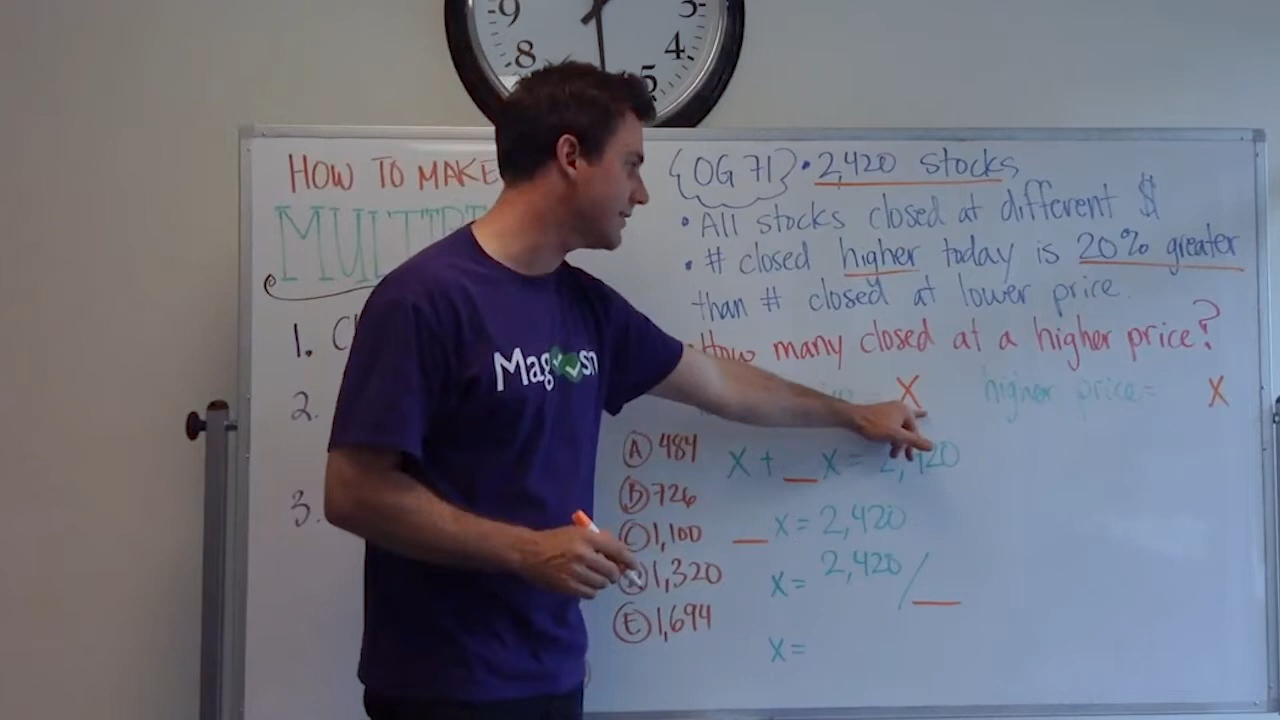 9 3
8 4
5
HOW TO MAKE
MULTIPL
1. C
2.
3.
Magoosh
{OG 71} • 2,420 stocks
• All stocks closed at different $
• # closed higher today is 20% greater
than # closed at lower price.
• How many closed at a higher price?
= X higher price = X
(A) 484
(B) 726
(C) 1,100
1,320
(E) 1,694
X + __ X = 2,420
__ X = 2,420
X = 2,420/__
X =